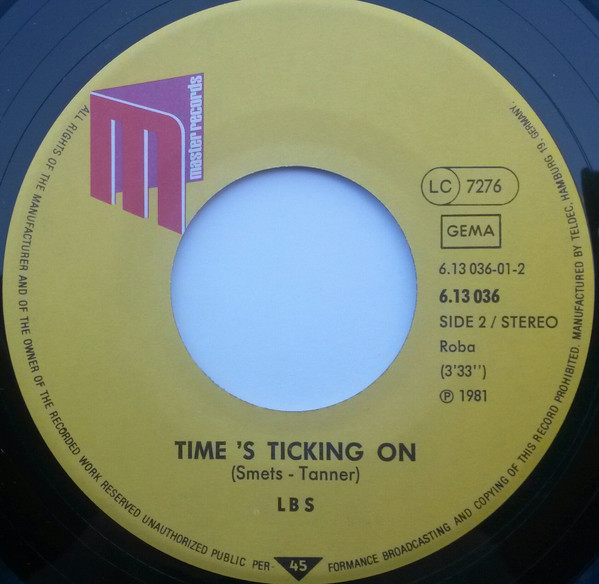 master records
LC 7276
GEMA
6.13 036-01-2
6.13 036
SIDE 2 / STEREO
Roba
(3'33'')
Ⓟ 1981
TIME 'S TICKING ON
(Smets - Tanner)
LBS
ALL RIGHTS OF THE MANUFACTURER AND OF THE OWNER OF THE RECORDED WORK RESERVED UNAUTHORIZED PUBLIC PER- 45 FORMANCE BROADCASTING AND COPYING OF THIS RECORD PROHIBITED. MANUFACTURED BY TELDEC, HAMBURG 19, GERMANY.